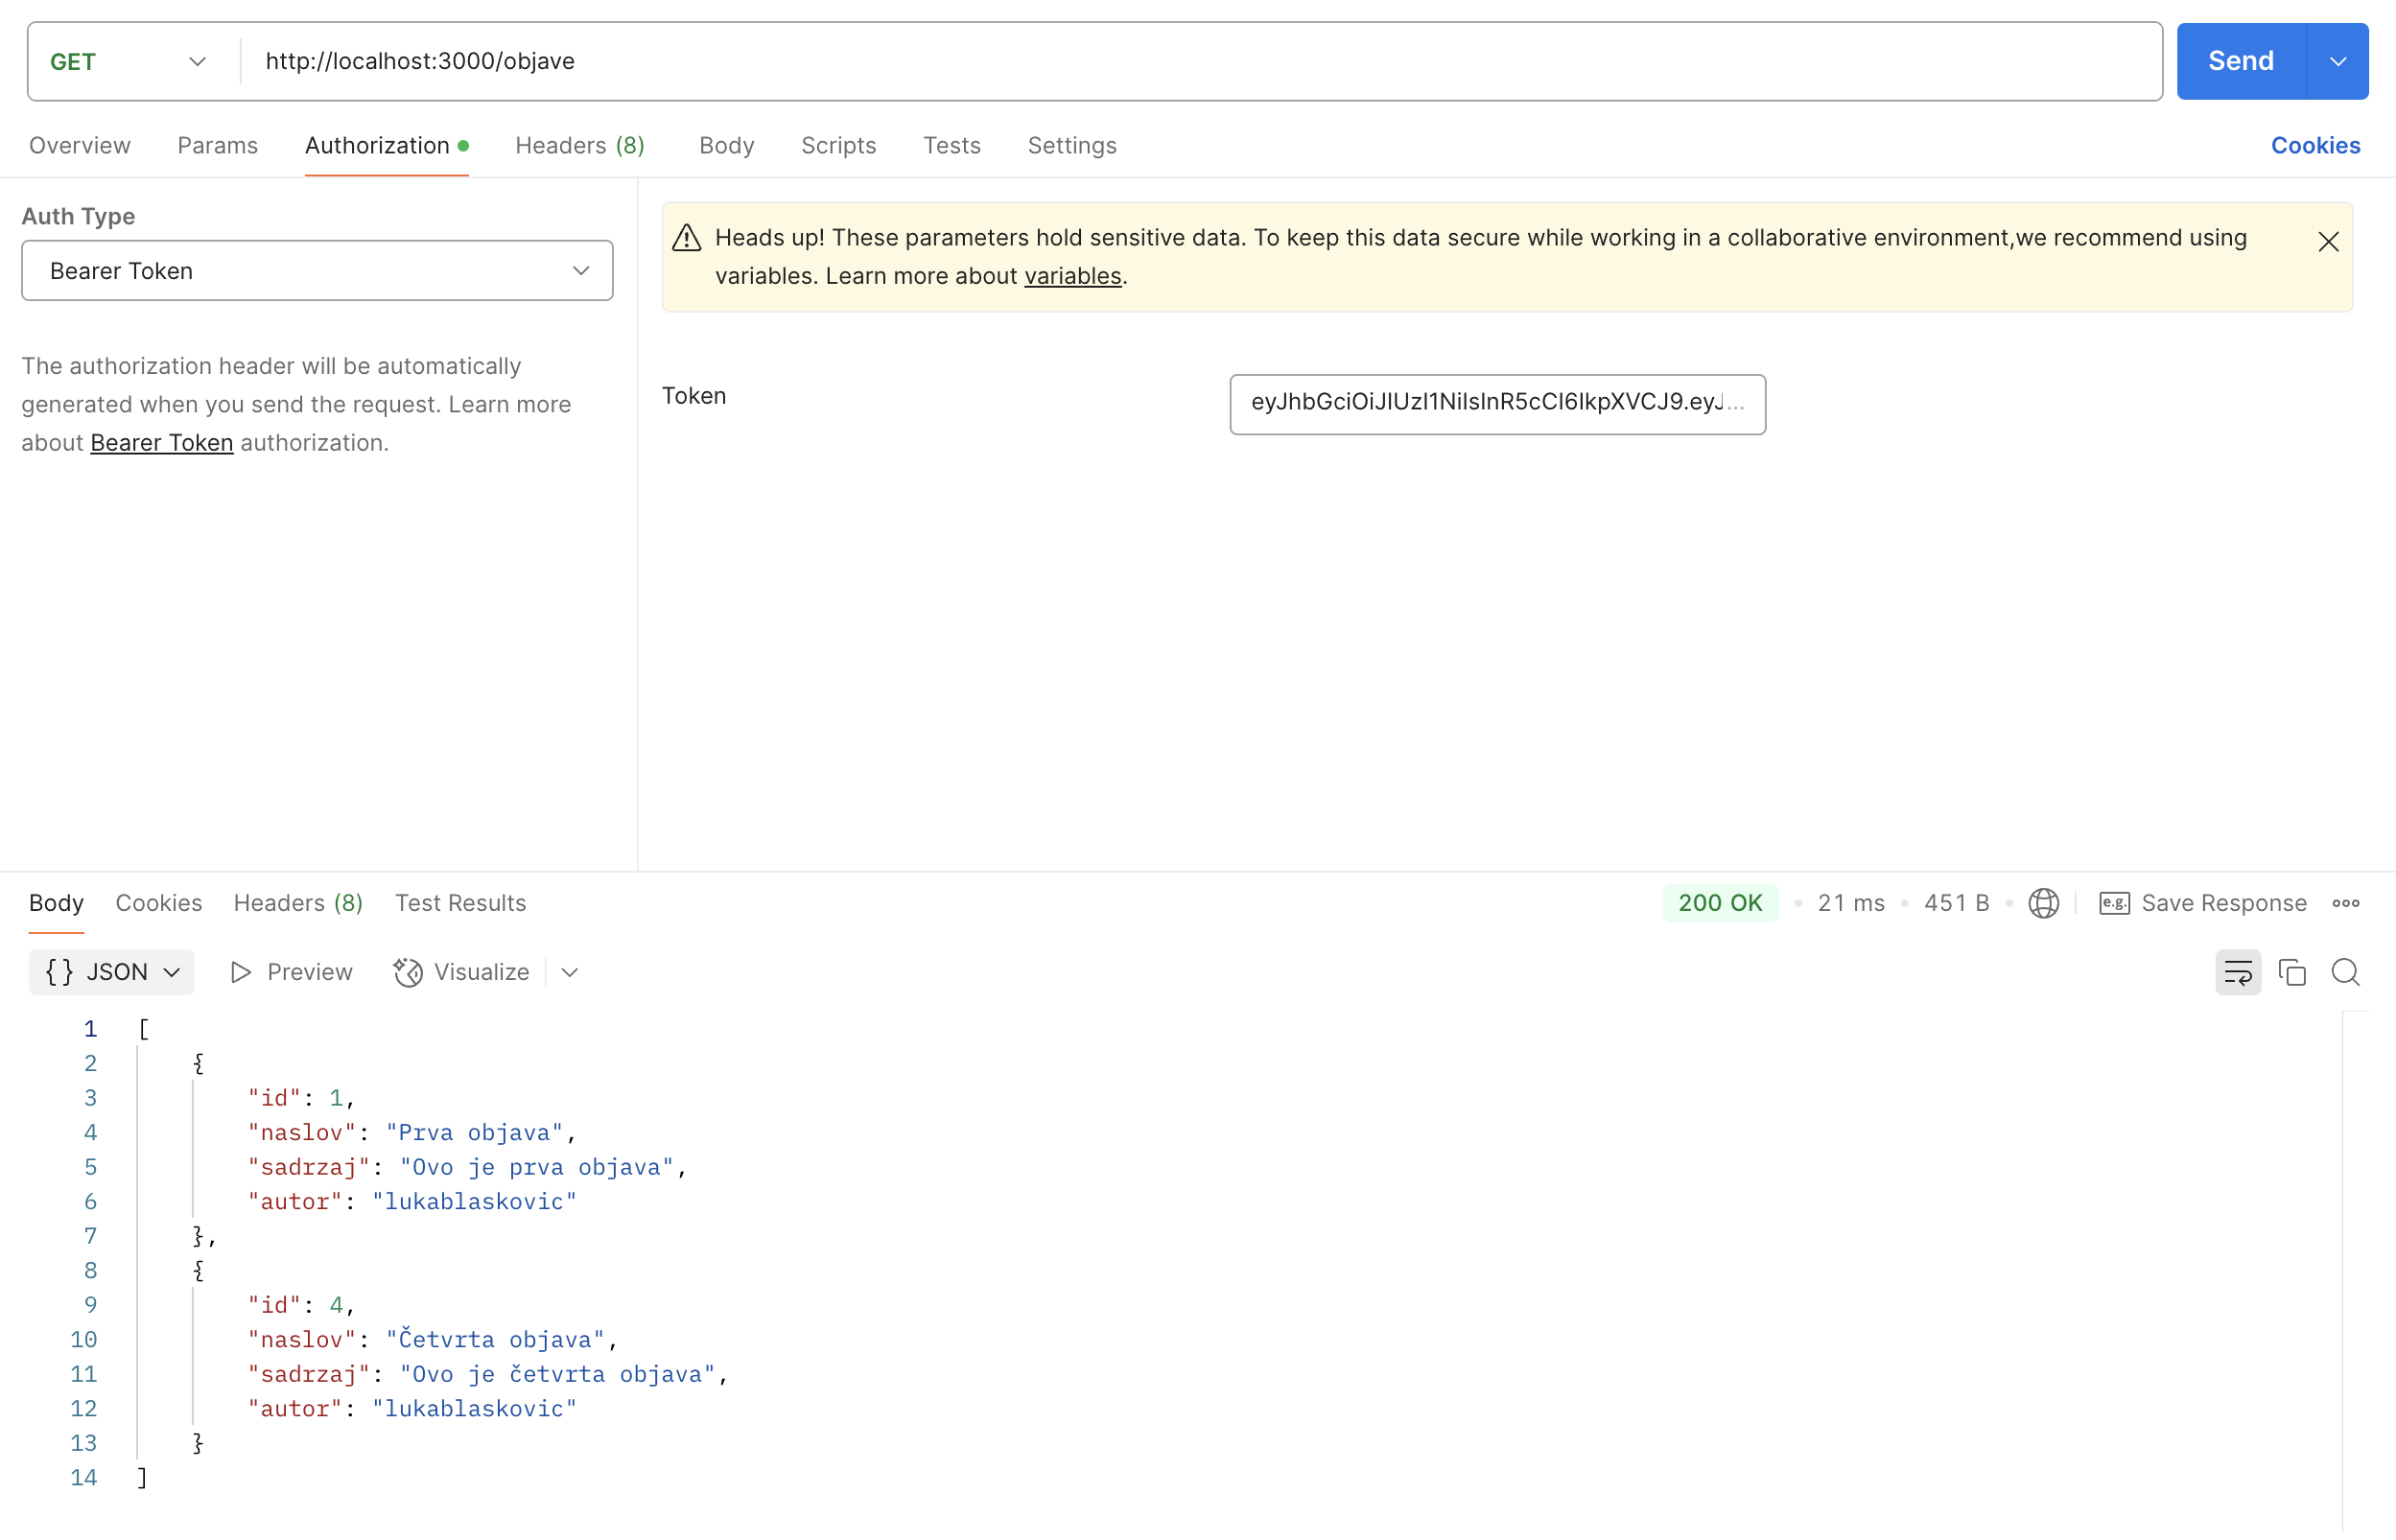 GET http://localhost:3000/objave Send
Overview Params Authorization Headers (8) Body Scripts Tests Settings Cookies
Auth Type
Bearer Token
The authorization header will be automatically
generated when you send the request. Learn more
about Bearer Token authorization.
Heads up! These parameters hold sensitive data. To keep this data secure while working in a collaborative environment,we recommend using
variables. Learn more about variables.
Token eyJhbGciOiJIUzI1NiIsInR5cCI6IkpXVCJ9.eyJ...
Body Cookies Headers (8) Test Results 200 OK • 21 ms • 451 B • e.g. Save Response
{} JSON Preview Visualize
1 [
2 {
3 "id": 1,
4 "naslov": "Prva objava",
5 "sadrzaj": "Ovo je prva objava",
6 "autor": "lukablaskovic"
7 },
8 {
9 "id": 4,
10 "naslov": "Četvrta objava",
11 "sadrzaj": "Ovo je četvrta objava",
12 "autor": "lukablaskovic"
13 }
14 ]